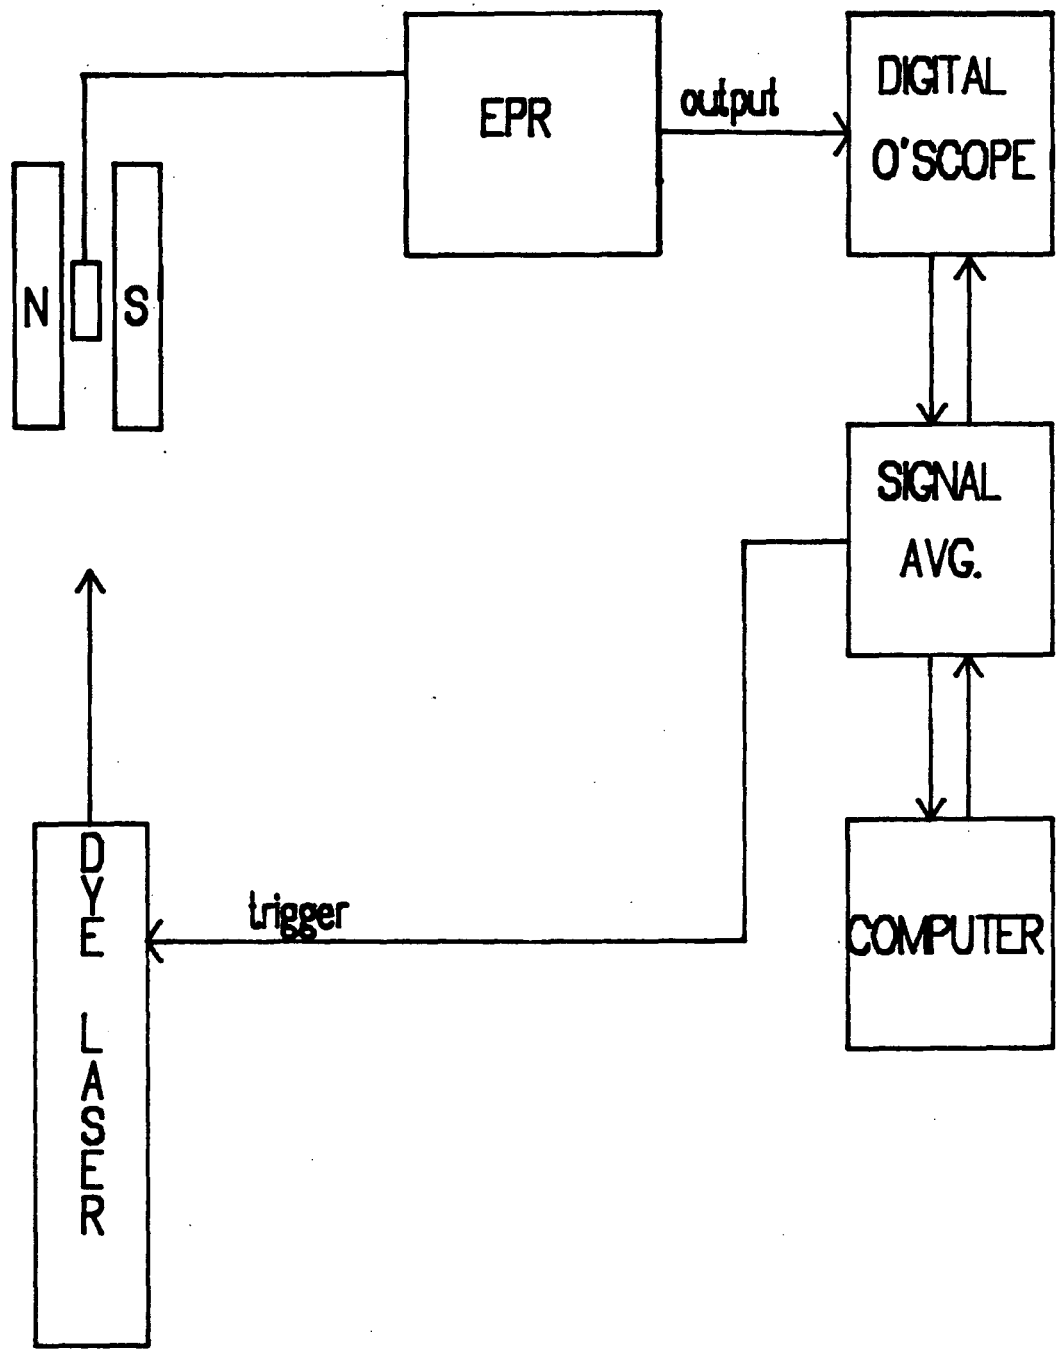 EPR
output
DIGITAL
O'SCOPE
N
S
SIGNAL
AVG.
trigger
DYE LASER
COMPUTER